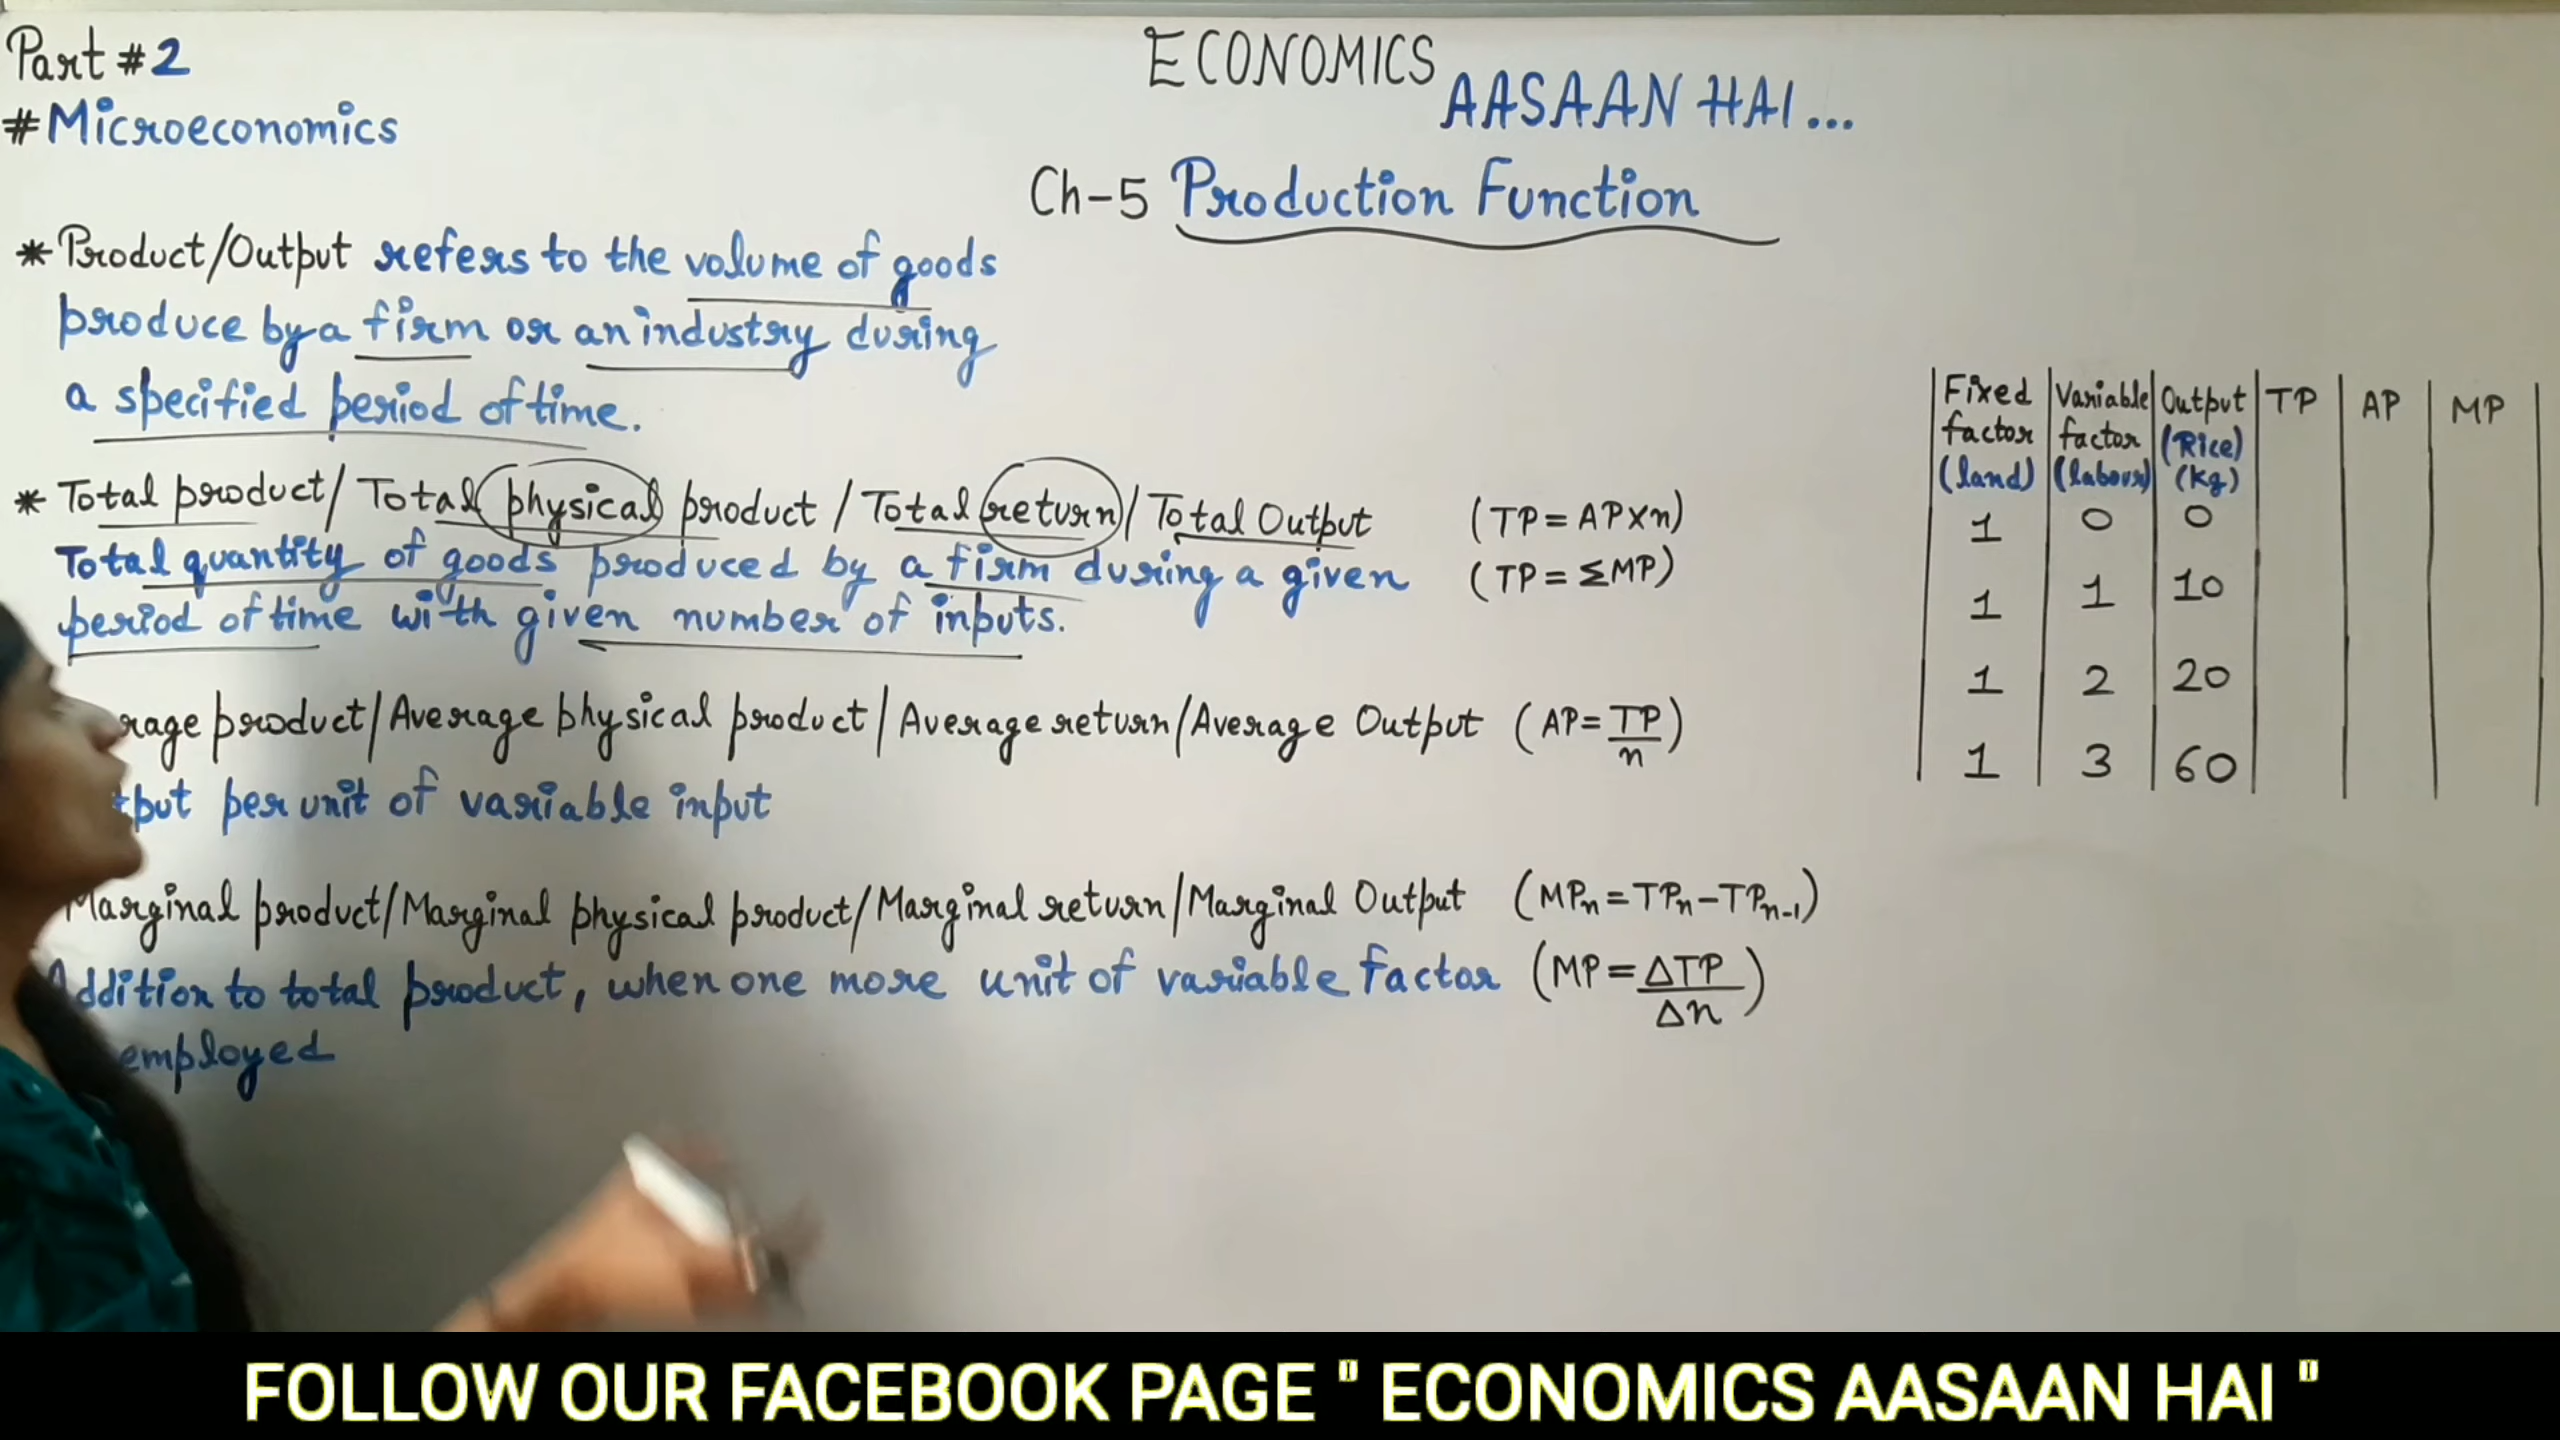 Part #2
#Microeconomics
ECONOMICS
AASAAN HAI...
Ch-5 Production Function
* Product/Output refers to the volume of goods
produce by a firm or an industry during
a specified period of time.
* Total product/Total physical product/Total return/Total Output (TP = AP×n)
Total quantity of goods produced by a firm during a given (TP = ΣMP)
period of time with given number of inputs.
product/Average physical product/Average return/Average Output (AP = TP/n)
per unit of variable input
Marginal product/Marginal physical product/Marginal return/Marginal Output (MPn = TPn - TPn-1)
Addition to total product, when one more unit of variable factor (MP = ΔTP/Δn)
employed
Fixed factor (land) Variable factor (labour) Output (Rice) (kg) TP AP MP
1 0 0
1 1 10
1 2 20
1 3 60
FOLLOW OUR FACEBOOK PAGE " ECONOMICS AASAAN HAI "